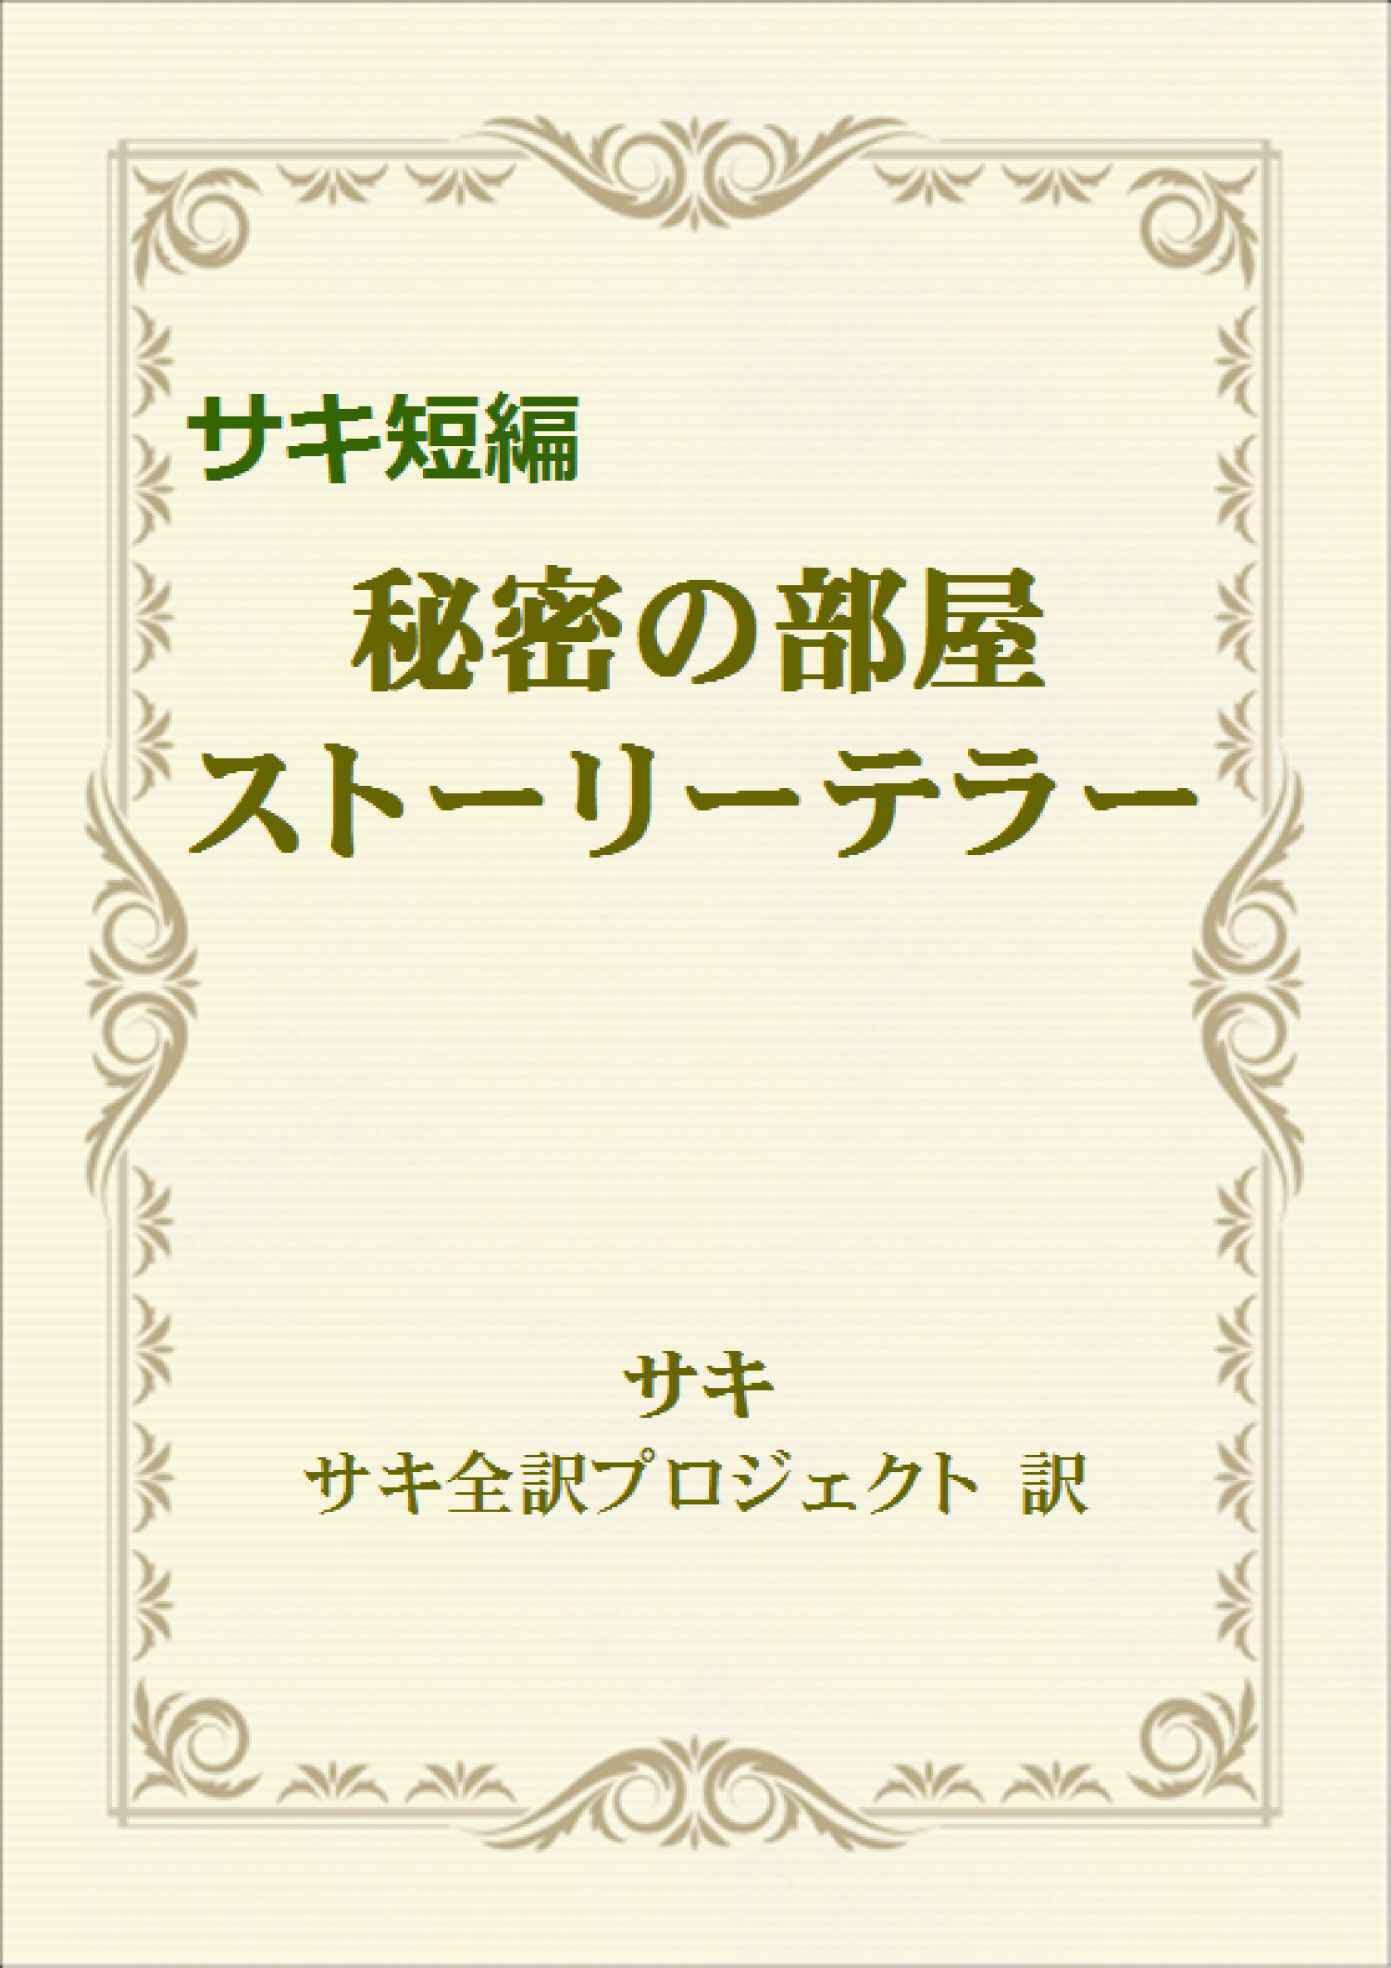 サキ短編
秘密の部屋
ストーリーテラー
サキ
サキ全訳プロジェクト 訳